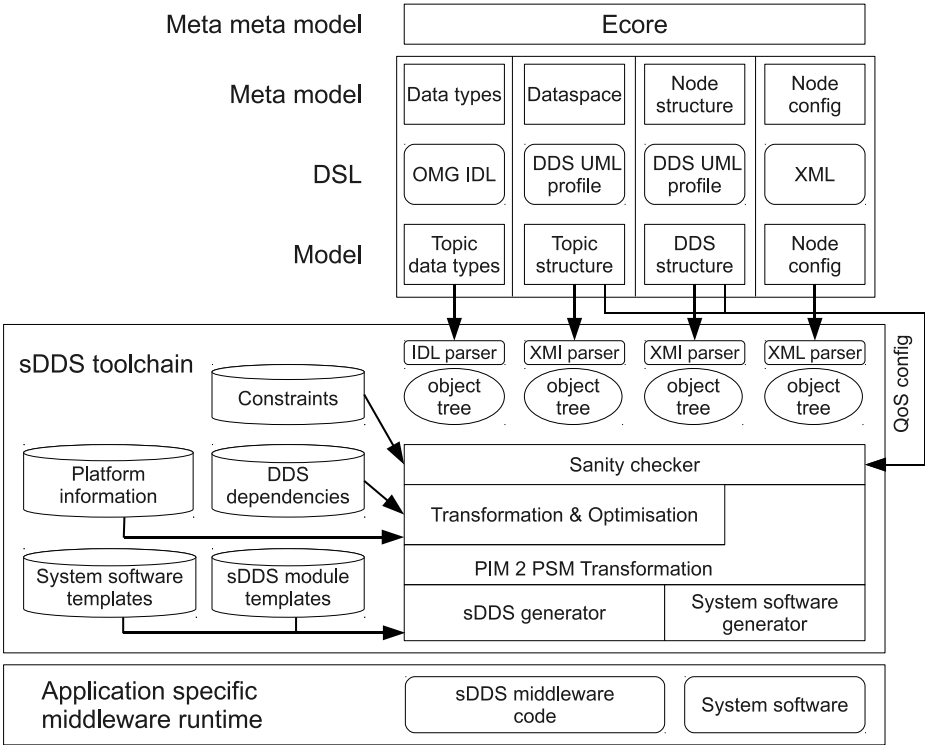 Meta meta model
Ecore
Meta model
Data types
Dataspace
Node
structure
Node
config
DSL
OMG IDL
DDS UML
profile
DDS UML
profile
XML
Model
Topic
data types
Topic
structure
DDS
structure
Node
config
sDDS toolchain
IDL parser
XMI parser
XMI parser
XML parser
QoS config
object
tree
object
tree
object
tree
object
tree
Constraints
Sanity checker
Platform
information
DDS
dependencies
Transformation & Optimisation
PIM 2 PSM Transformation
System software
templates
sDDS module
templates
sDDS generator
System software
generator
Application specific
middleware runtime
sDDS middleware
code
System software